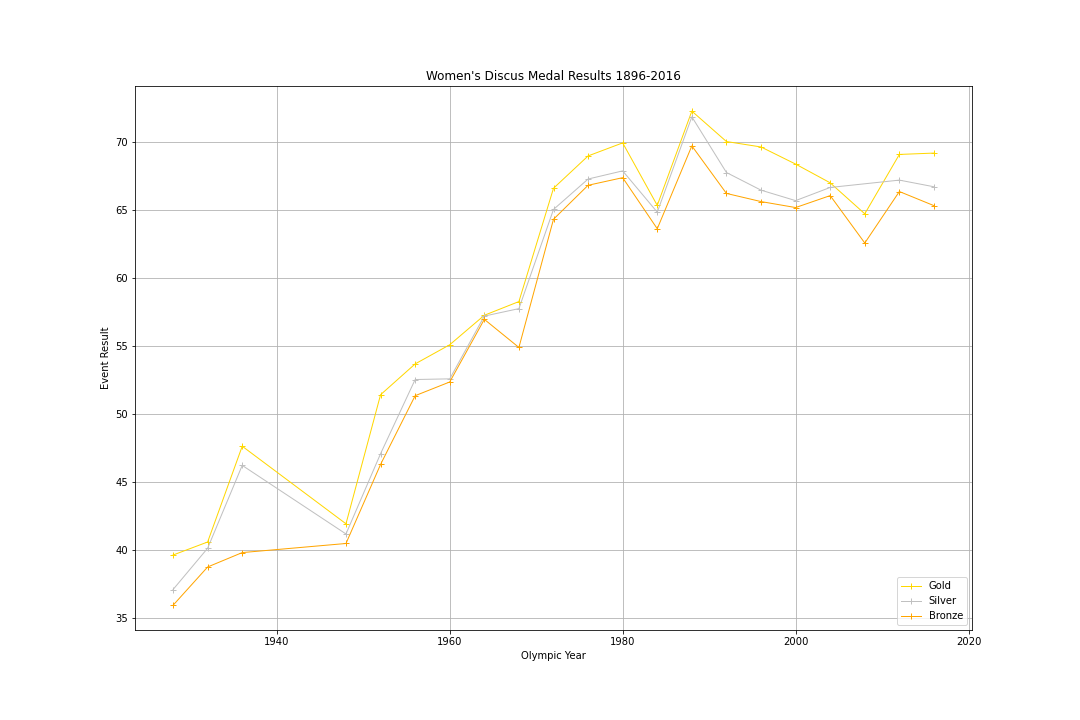 Women's Discus Medal Results 1896-2016
Event Result
70
65
60
55
50
45
40
35
1940
1960
1980
2000
2020
Olympic Year
Gold
Silver
Bronze